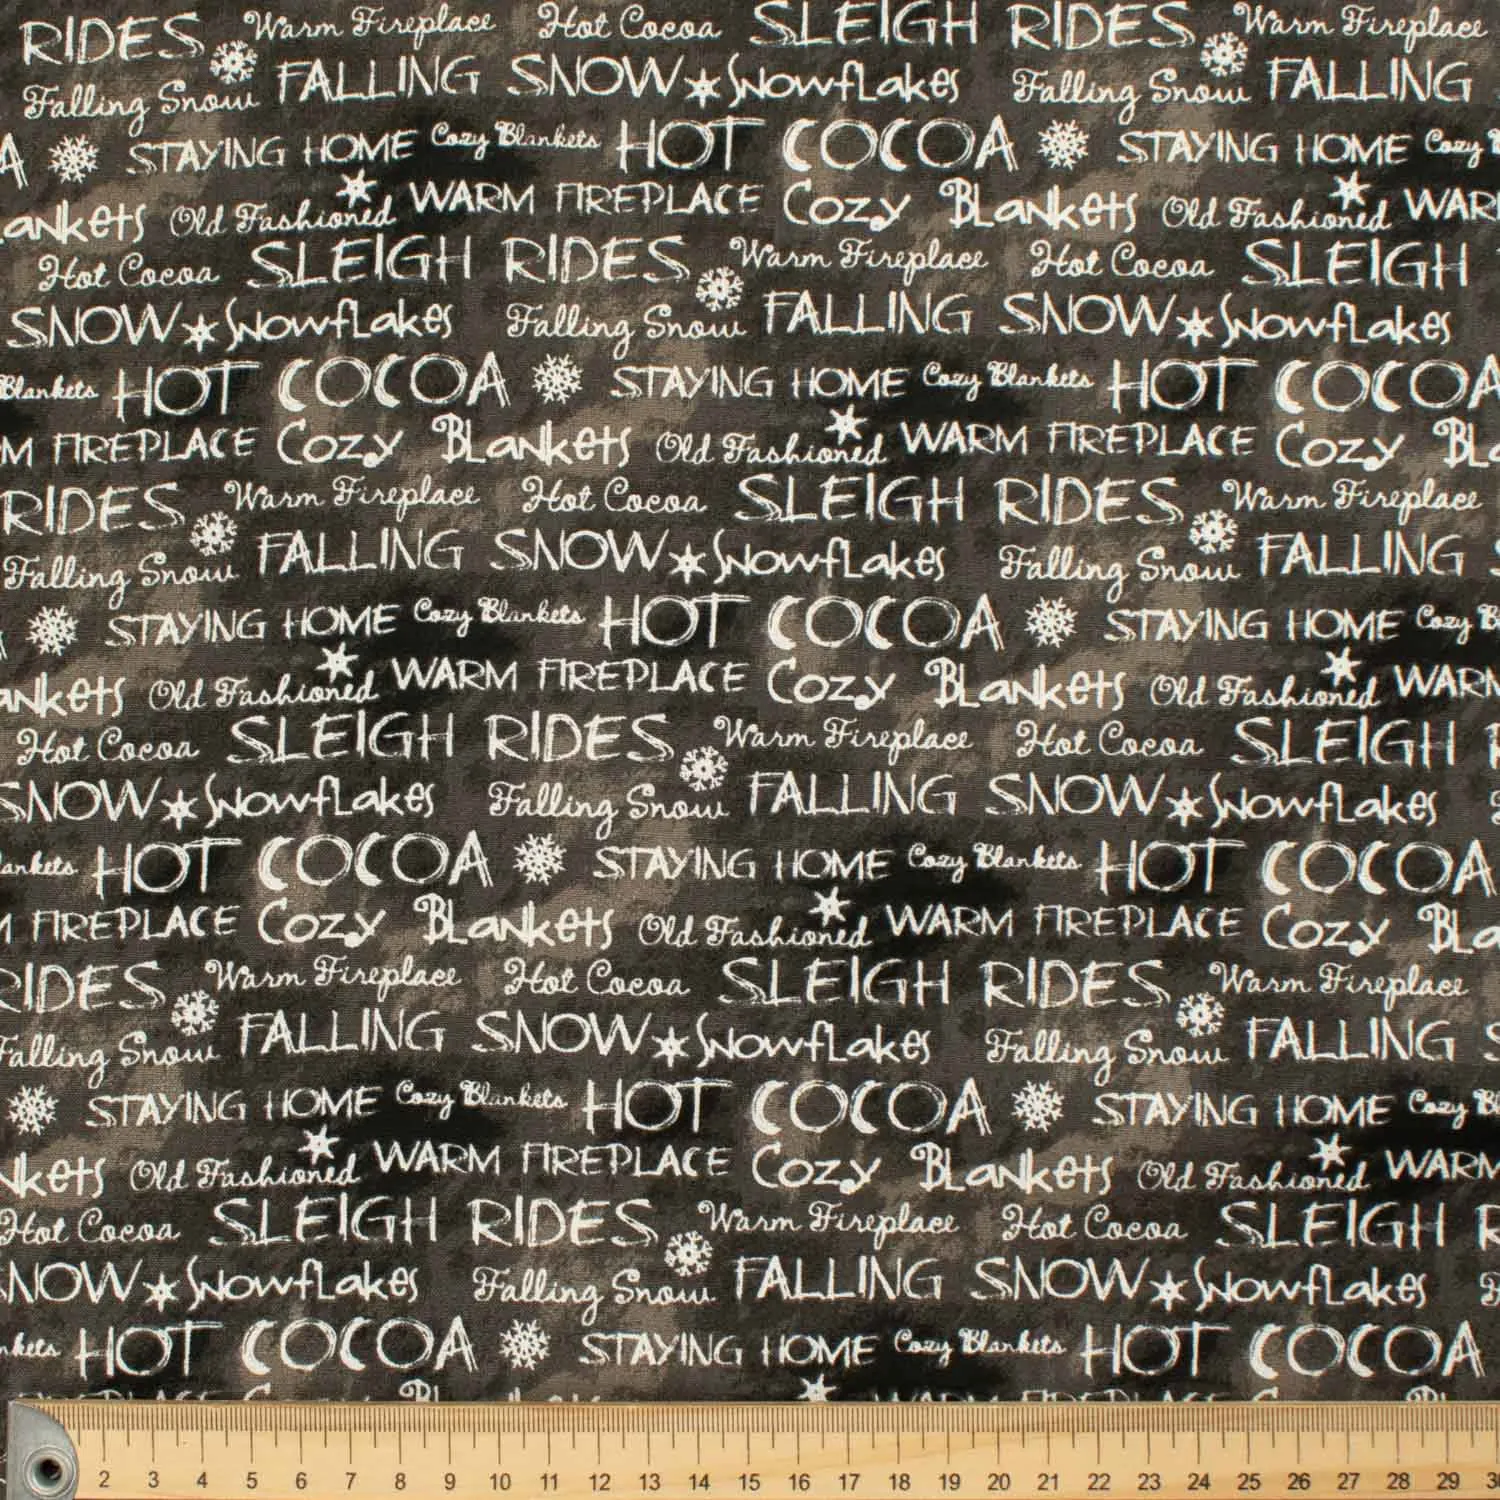 RIDES Warm Fireplace Hot Cocoa SLEIGH RIDES Warm Fireplace
Falling Snow FALLING SNOW Snowflakes Falling Snow FALLING
A STAYING HOME Cozy Blankets HOT COCOA STAYING HOME Cozy B
ankets Old Fashioned WARM FIREPLACE Cozy Blankets Old Fashioned WAR
Hot Cocoa SLEIGH RIDES Warm Fireplace Hot Cocoa SLEIGH
SNOW Snowflakes Falling Snow FALLING SNOW Snowflakes
Blankets HOT COCOA STAYING HOME Cozy Blankets HOT COCOA
M FIREPLACE Cozy Blankets Old Fashioned WARM FIREPLACE Cozy Bla
RIDES Warm Fireplace Hot Cocoa SLEIGH RIDES Warm Fireplace
Falling Snow FALLING SNOW Snowflakes Falling Snow FALLING
STAYING HOME Cozy Blankets HOT COCOA STAYING HOME Cozy B
ankets Old Fashioned WARM FIREPLACE Cozy Blankets Old Fashioned WARM
Hot Cocoa SLEIGH RIDES Warm Fireplace Hot Cocoa SLEIGH
SNOW Snowflakes Falling Snow FALLING SNOW Snowflakes
ankets HOT COCOA STAYING HOME Cozy Blankets HOT COCOA
M FIREPLACE Cozy Blankets Old Fashioned WARM FIREPLACE Cozy Bla
RIDES Warm Fireplace Hot Cocoa SLEIGH RIDES Warm Fireplace
Falling Snow FALLING SNOW Snowflakes Falling Snow FALLING
STAYING HOME Cozy Blankets HOT COCOA STAYING HOME Cozy B
nkets Old Fashioned WARM FIREPLACE Cozy Blankets Old Fashioned WARM
Hot Cocoa SLEIGH RIDES Warm Fireplace Hot Cocoa SLEIGH R
SNOW Snowflakes Falling Snow FALLING SNOW Snowflakes
nkets HOT COCOA STAYING HOME Cozy Blankets HOT COCOA
2 3 4 5 6 7 8 9 10 11 12 13 14 15 16 17 18 19 20 21 22 23 24 25 26 27 28 29 3